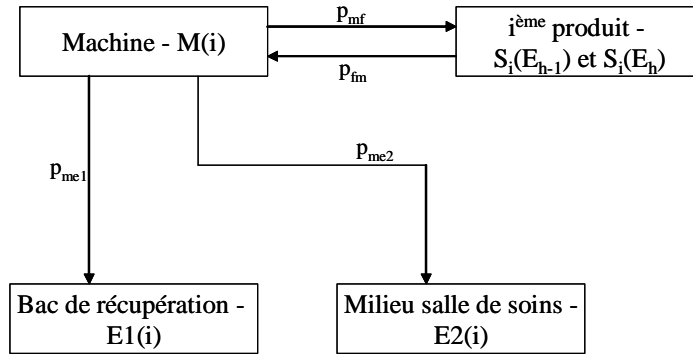 p_mf
Machine - M(i)
i^ème produit -
S_i(E_h-1) et S_i(E_h)
p_fm
p_me1
p_me2
Bac de récupération -
E1(i)
Milieu salle de soins -
E2(i)